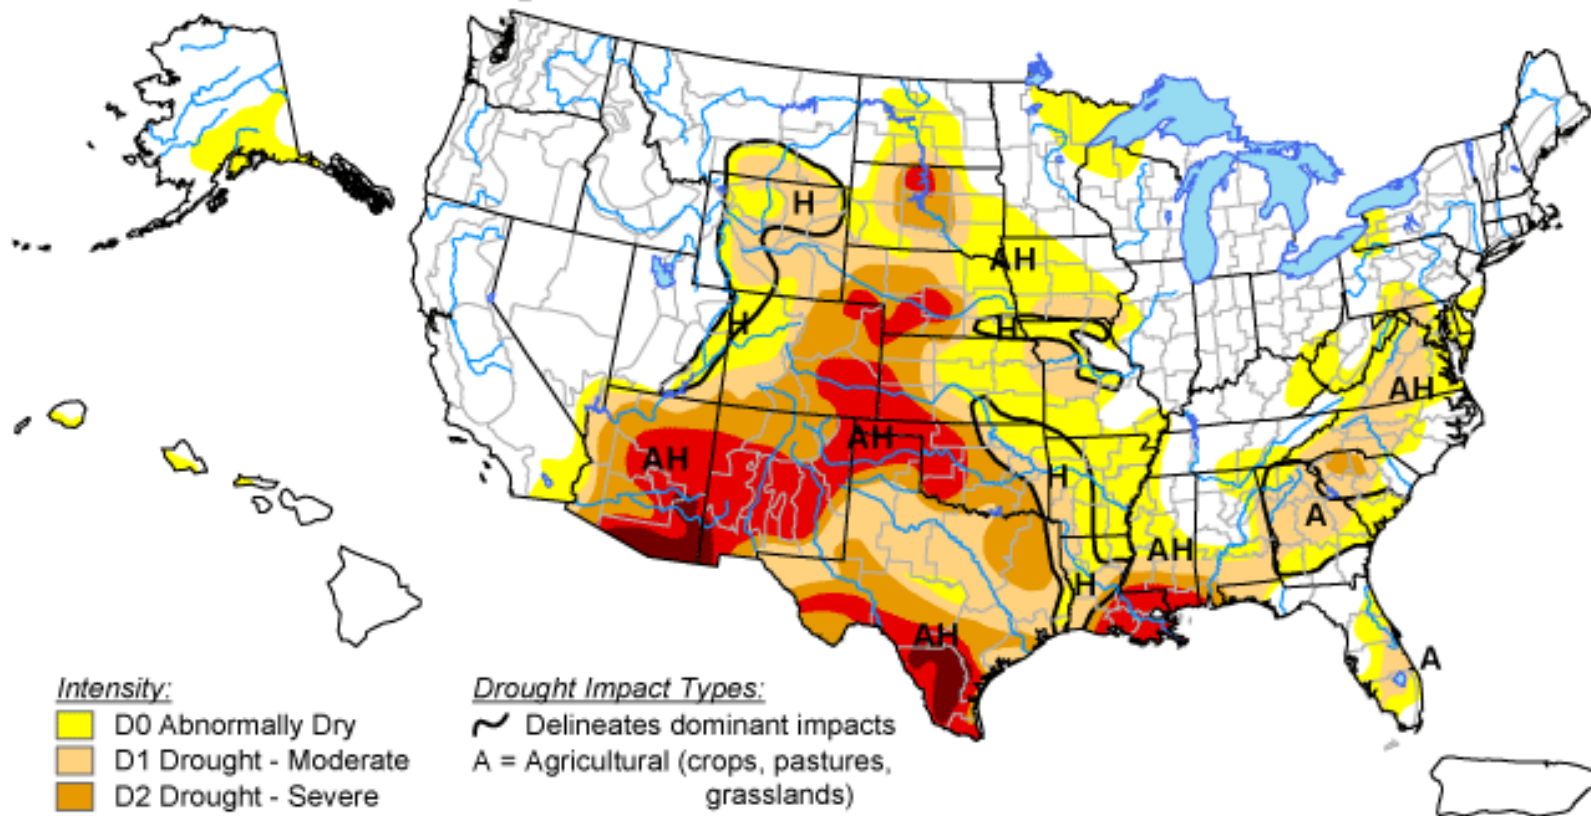 H
AH
H
H
AH
AH
AH
H
A
AH
H
AH
A
Intensity:
D0 Abnormally Dry
D1 Drought - Moderate
D2 Drought - Severe
Drought Impact Types:
Delineates dominant impacts
A = Agricultural (crops, pastures,
grasslands)